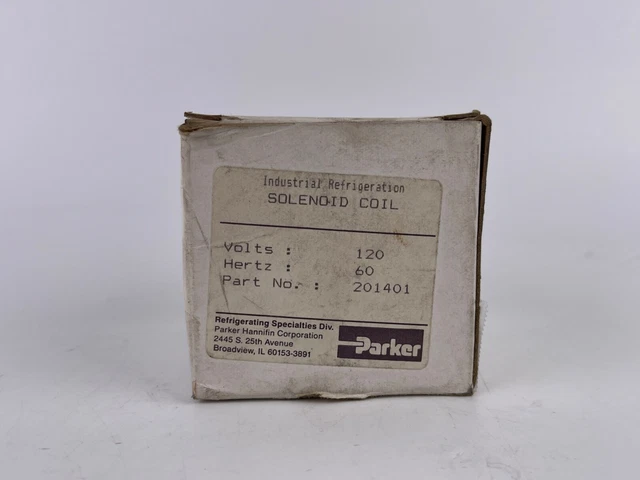 Industrial Refrigeration
SOLENOID COIL
Volts : 120
Hertz : 60
Part No. : 201401
Refrigerating Specialties Div.
Parker Hannifin Corporation
2445 S. 25th Avenue
Broadview, IL 60153-3891
Parker